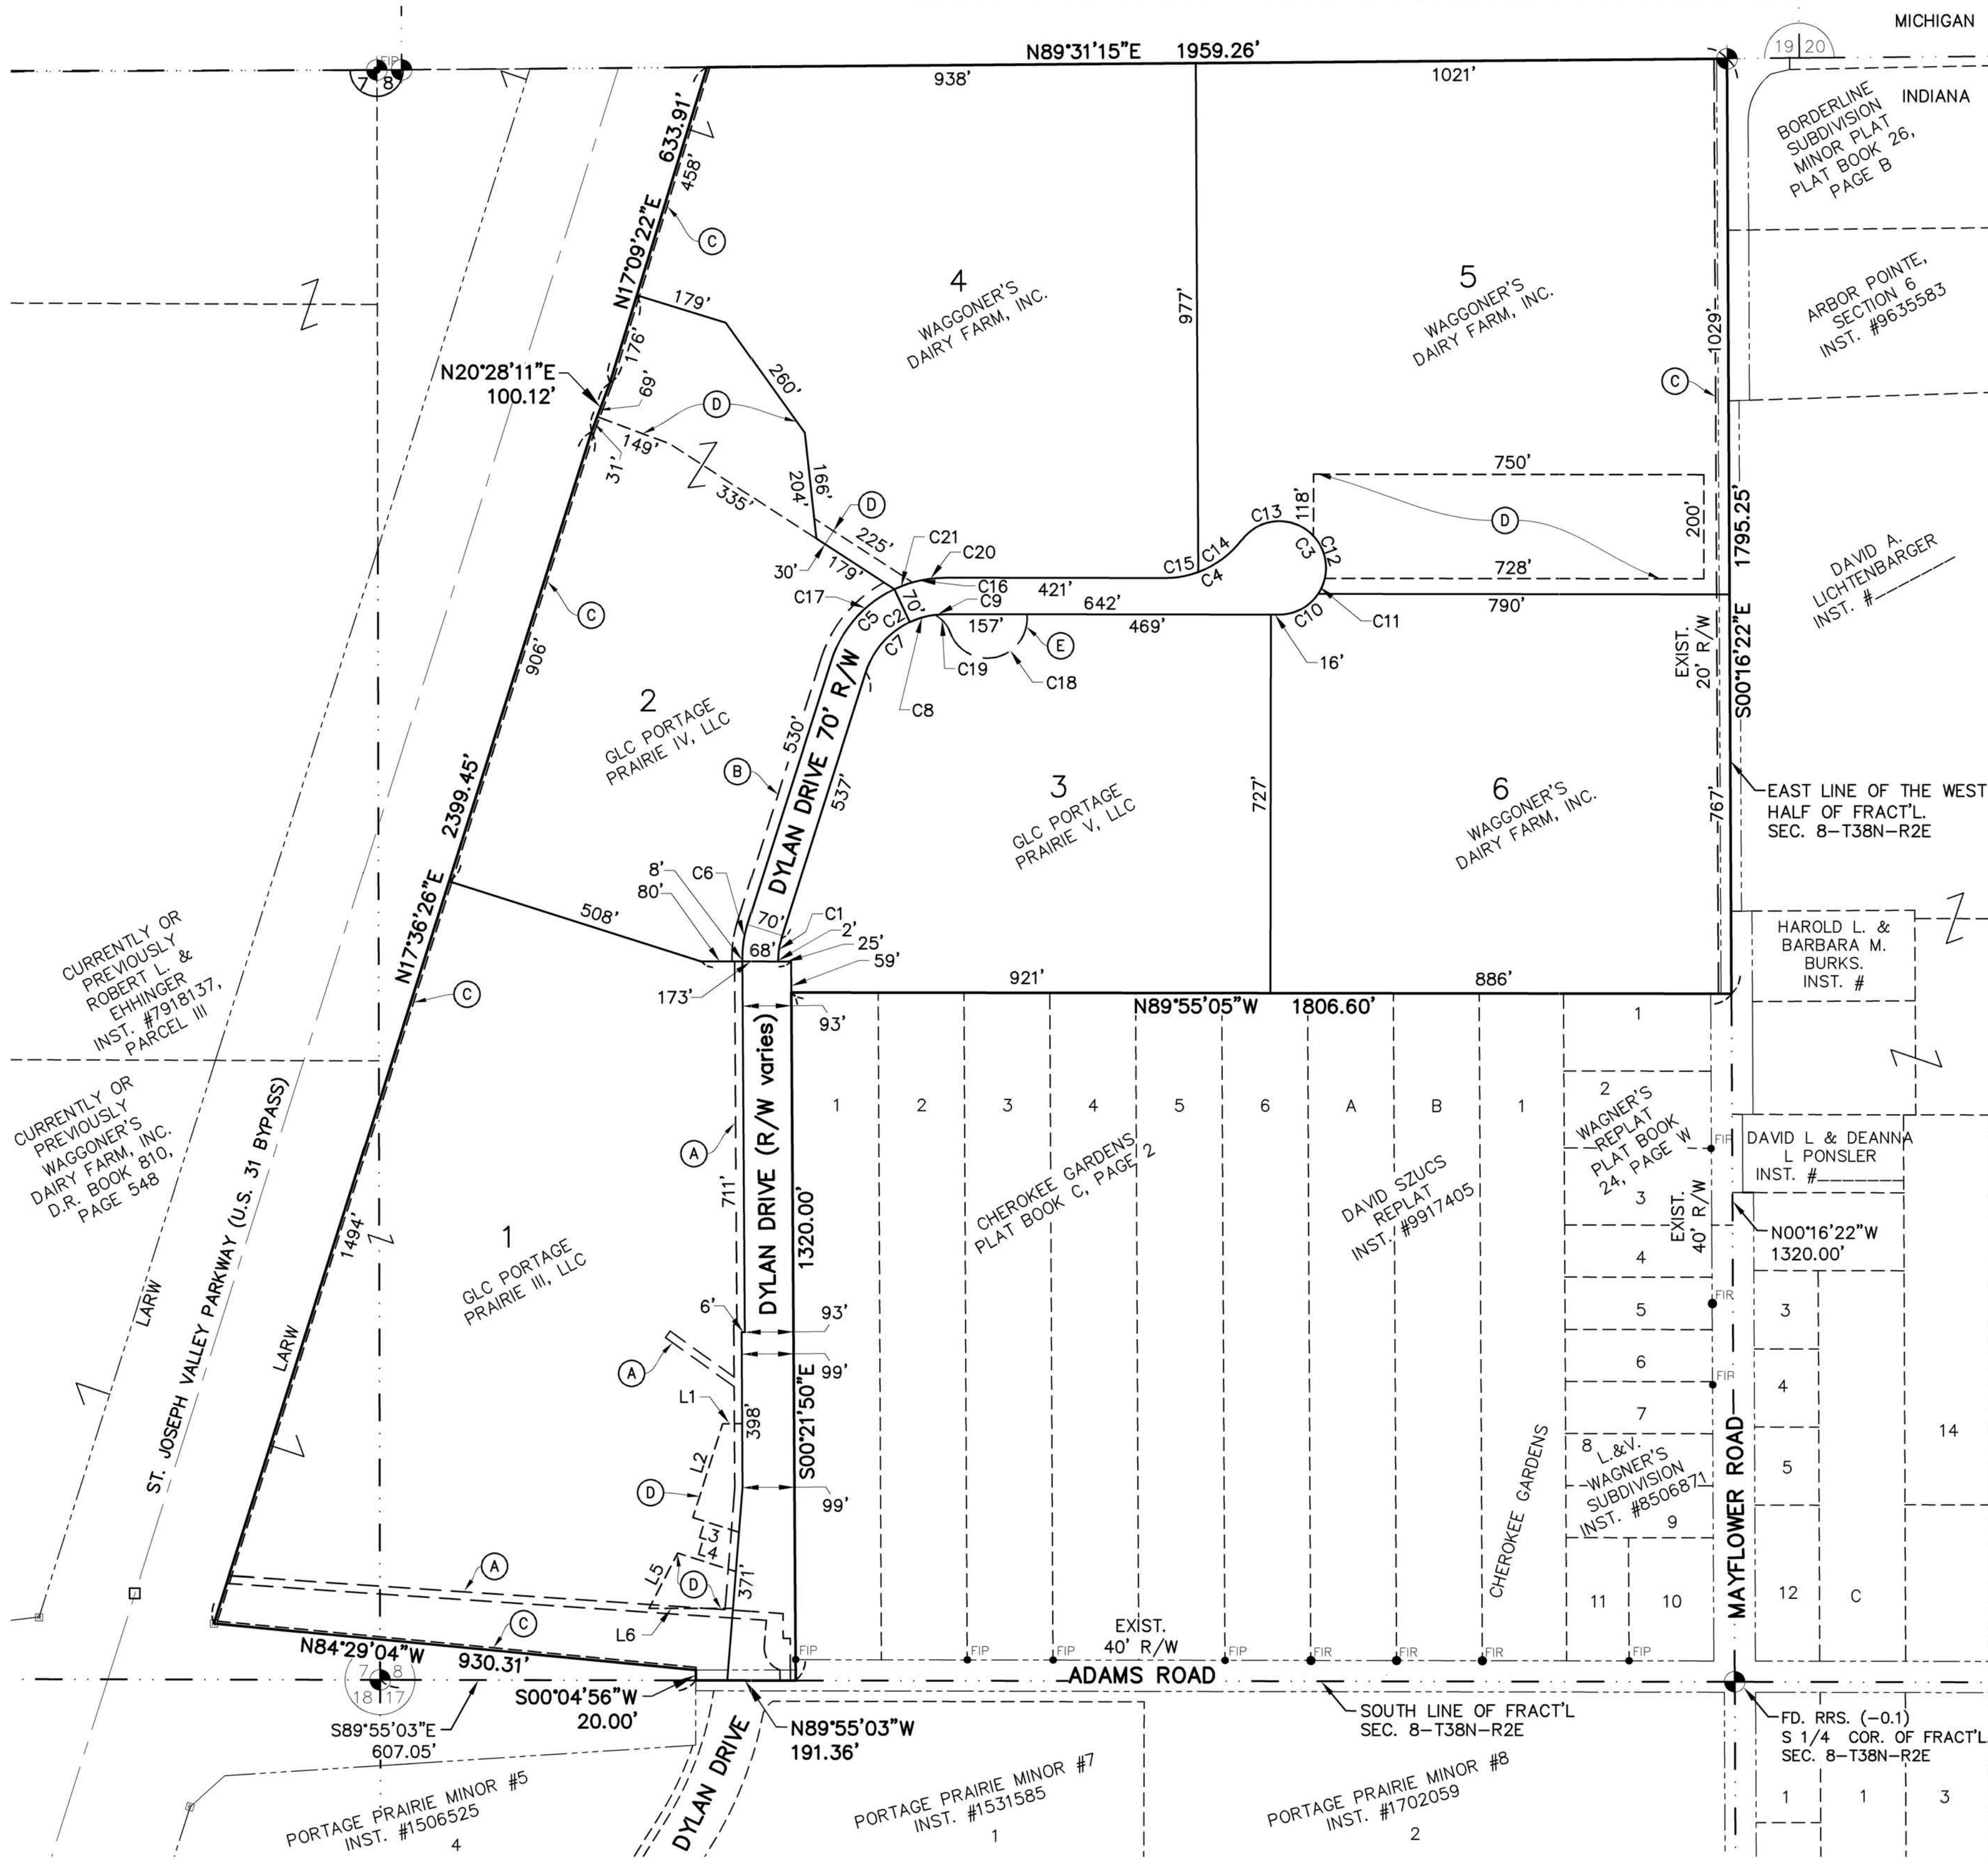 MICHIGAN
N89°31'15"E 1959.26'
19 20
FIP
7 8
938'
1021'
INDIANA
BORDERLINE
SUBDIVISION
MINOR PLAT
PLAT BOOK 26,
PAGE B
633.91'
458'
N17°09'22"E
C
4
WAGGONER'S
DAIRY FARM, INC.
977'
5
WAGGONER'S
DAIRY FARM, INC.
1029'
C
ARBOR POINTE,
SECTION 6
INST. #9635583
179'
176'
N20°28'11"E
100.12'
69'
260'
D
149'
31'
335'
166'
204'
D
225'
30'
179'
C21
C20
C16
C17
C5
C2
70'
C7
C9
C8
C19
C18
E
157'
421'
642'
469'
C15
C14
C4
C13
C3
C12
C10
C11
16'
118'
750'
200'
D
728'
790'
EXIST.
20' R/W
1795.25'
S00°16'22"E
DAVID A.
LICHTENBARGER
INST. #________
C
906'
2
GLC PORTAGE
PRAIRIE IV, LLC
530'
B
DYLAN DRIVE 70' R/W
537'
3
GLC PORTAGE
PRAIRIE V, LLC
727'
6
WAGGONER'S
DAIRY FARM, INC.
767'
EAST LINE OF THE WEST
HALF OF FRACT'L.
SEC. 8-T38N-R2E
2399.45'
N17°36'26"E
508'
8'
80'
C6
70'
C1
2'
68'
25'
59'
173'
93'
921'
886'
N89°55'05"W 1806.60'
HAROLD L. &
BARBARA M.
BURKS.
INST. #
CURRENTLY OR
PREVIOUSLY
ROBERT L. &
EHHINGER
INST. #7918137,
PARCEL III
C
CURRENTLY OR
PREVIOUSLY
WAGGONER'S
DAIRY FARM, INC.
D.R. BOOK 810,
PAGE 548
ST. JOSEPH VALLEY PARKWAY (U.S. 31 BYPASS)
LARW
LARW
1494'
1
GLC PORTAGE
PRAIRIE III, LLC
A
711'
DYLAN DRIVE (R/W varies)
1320.00'
S00°21'50"E
6'
93'
99'
A
L1
398'
L2
D
99'
L3
L4
L5
D
371'
L6
A
C
1
2
3
4
5
6
A
B
1
CHEROKEE GARDENS
PLAT BOOK C, PAGE 2
DAVID SZUCS
REPLAT
INST. #9917405
CHEROKEE GARDENS
1
2
WAGNER'S
REPLAT
PLAT BOOK
24, PAGE W
3
4
5
6
7
8
L.&V.
WAGNER'S
SUBDIVISION
INST. #8506871
9
11
10
EXIST.
40' R/W
FIP
FIR
FIP
DAVID L & DEANNA
L PONSLER
INST. #________
N00°16'22"W
1320.00'
3
4
5
12
C
14
MAYFLOWER ROAD
EXIST.
40' R/W
FIP
FIP
FIP
FIP
FIR
FIR
FIR
FIP
ADAMS ROAD
N84°29'04"W
930.31'
7 8
18 17
S89°55'03"E
607.05'
S00°04'56"W
20.00'
N89°55'03"W
191.36'
DYLAN DRIVE
SOUTH LINE OF FRACT'L
SEC. 8-T38N-R2E
FD. RRS. (-0.1)
S 1/4 COR. OF FRACT'L
SEC. 8-T38N-R2E
PORTAGE PRAIRIE MINOR #5
INST. #1506525
4
PORTAGE PRAIRIE MINOR #7
INST. #1531585
1
PORTAGE PRAIRIE MINOR #8
INST. #1702059
2
1
1
3